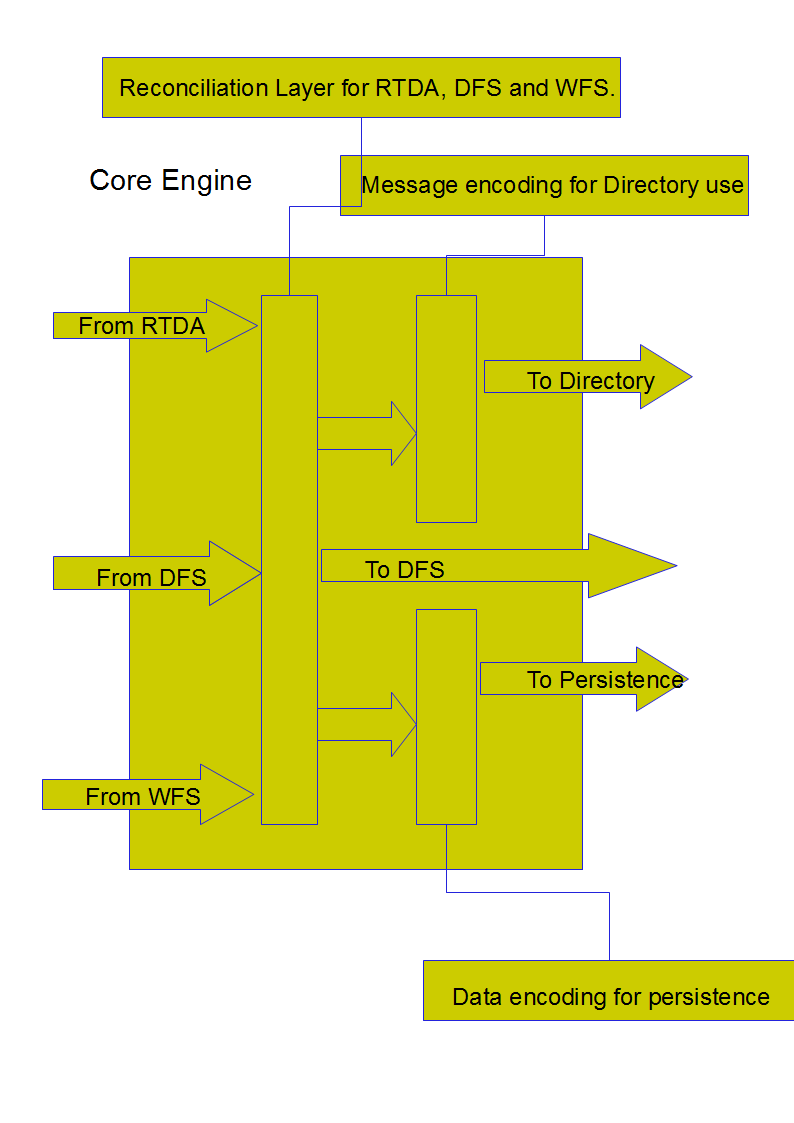 Reconciliation Layer for RTDA, DFS and WFS.
Core Engine
Message encoding for Directory use
From RTDA
To Directory
From DFS
To DFS
To Persistence
From WFS
Data encoding for persistence